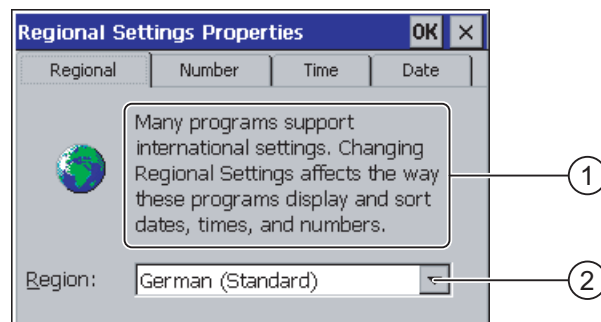 Regional Settings Properties OK ×
Regional Number Time Date
Many programs support
international settings. Changing
Regional Settings affects the way
these programs display and sort
dates, times, and numbers.
1
Region: German (Standard)
2